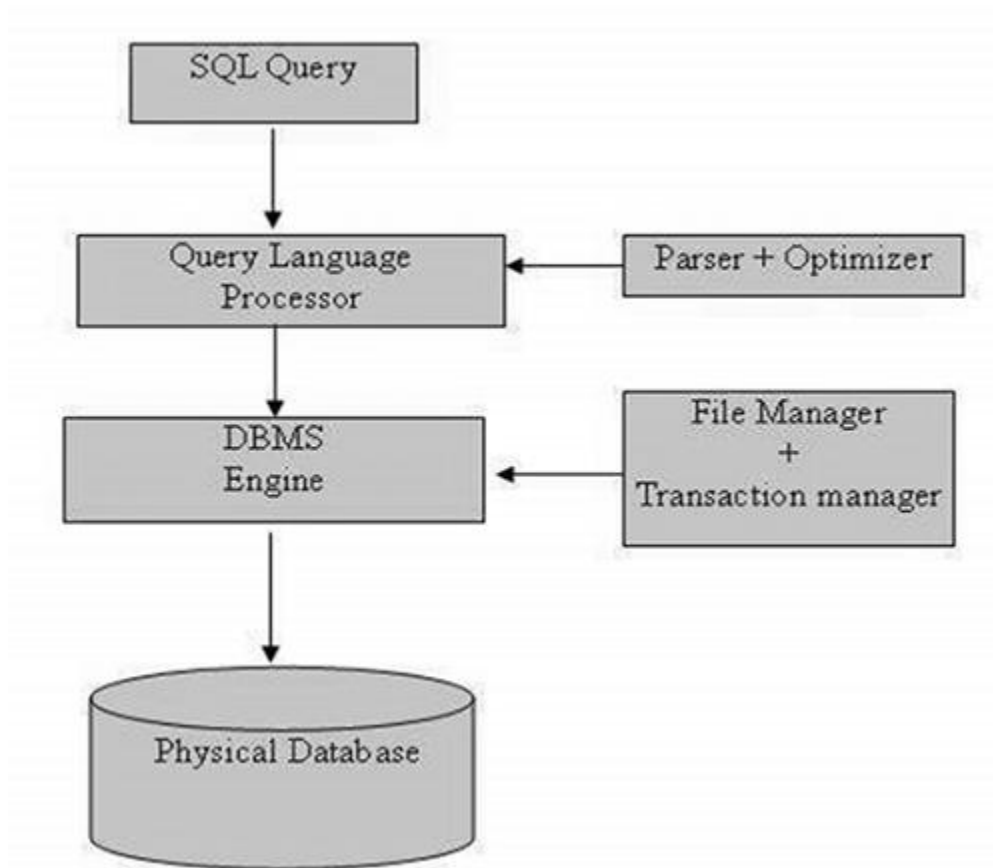 SQL Query
Query Language
Processor
Parser + Optimizer
DBMS
Engine
File Manager
+
Transaction manager
Physical Database